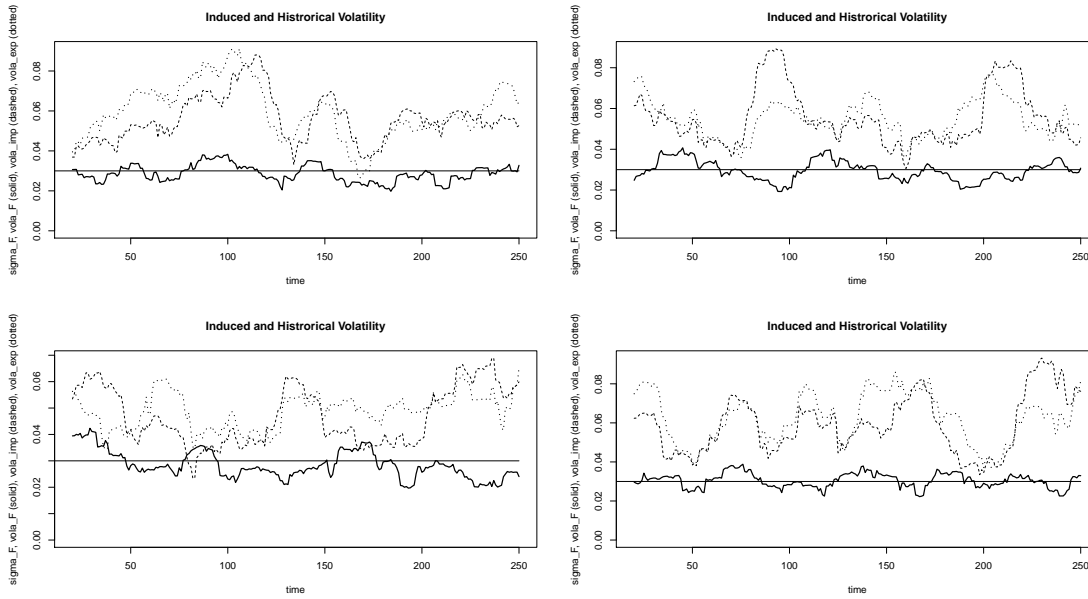 Induced and Histrorical Volatility
sigma_F, vola_F (solid), vola_imp (dashed), vola_exp (dotted)
0.00 0.02 0.04 0.06 0.08
50 100 150 200 250
time
Induced and Histrorical Volatility
sigma_F, vola_F (solid), vola_imp (dashed), vola_exp (dotted)
0.00 0.02 0.04 0.06 0.08
50 100 150 200 250
time
Induced and Histrorical Volatility
sigma_F, vola_F (solid), vola_imp (dashed), vola_exp (dotted)
0.00 0.02 0.04 0.06
50 100 150 200 250
time
Induced and Histrorical Volatility
sigma_F, vola_F (solid), vola_imp (dashed), vola_exp (dotted)
0.00 0.02 0.04 0.06 0.08
50 100 150 200 250
time